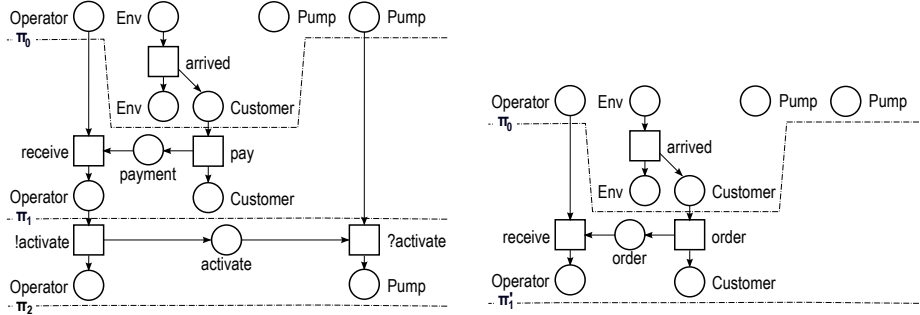 Operator Env Pump Pump
π0
arrived
Env Customer
receive pay
payment
Operator Customer
π1
!activate ?activate
activate
Operator Pump
π2
Operator Env Pump Pump
π0
arrived
Env Customer
receive order
order
Operator Customer
π'1